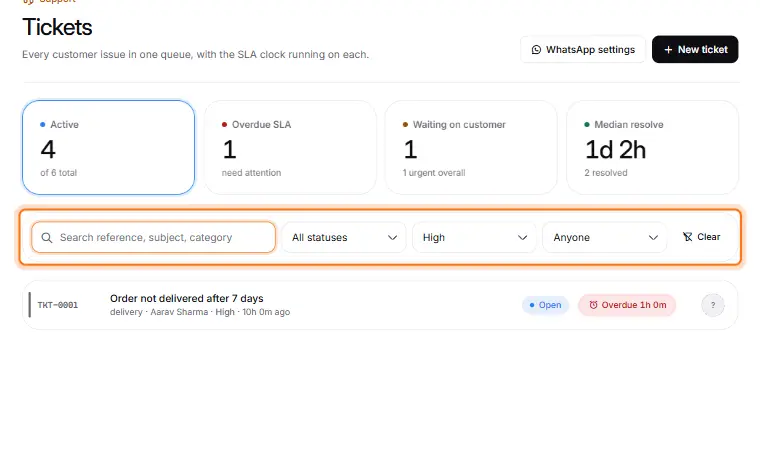 Support
Tickets
Every customer issue in one queue, with the SLA clock running on each.
WhatsApp settings
+ New ticket
Active
4
of 6 total
Overdue SLA
1
need attention
Waiting on customer
1
1 urgent overall
Median resolve
1d 2h
2 resolved
Search reference, subject, category
All statuses
High
Anyone
Clear
TKT-0001
Order not delivered after 7 days
delivery · Aarav Sharma · High · 10h 0m ago
Open
Overdue 1h 0m
?